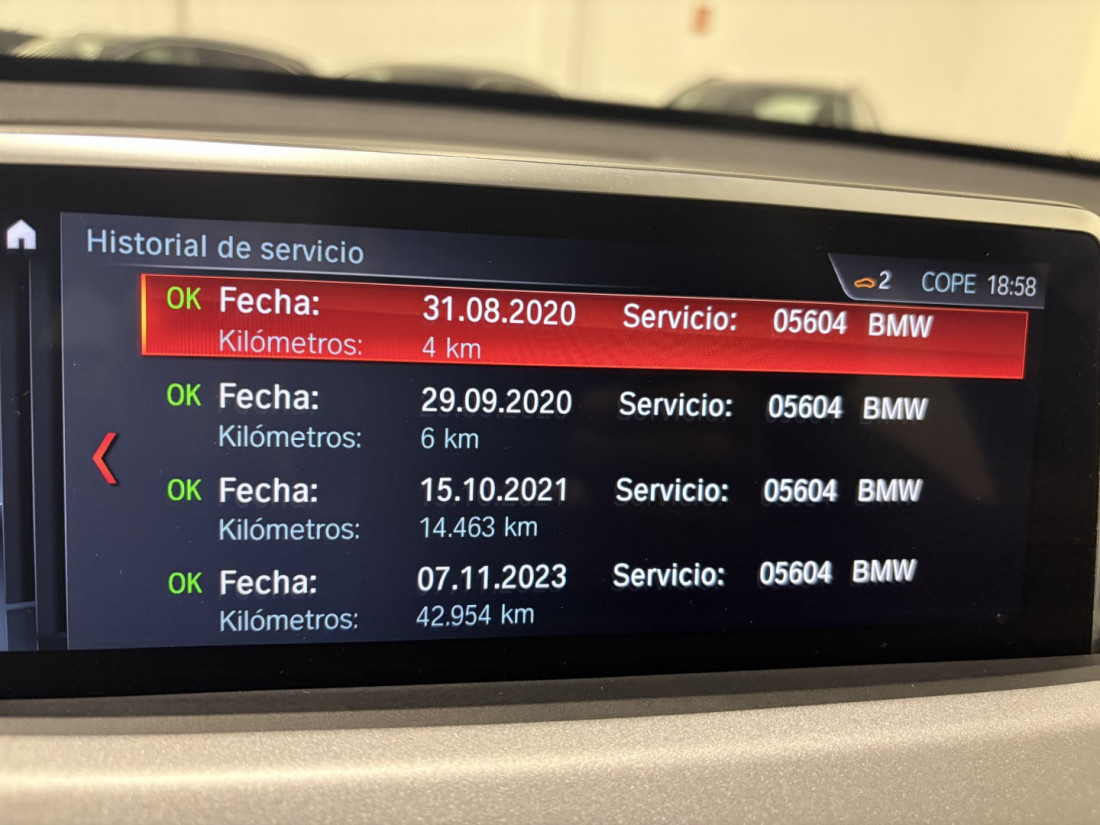 Historial de servicio
2 COPE 18:58
OK Fecha: 31.08.2020 Servicio: 05604 BMW
Kilómetros: 4 km
OK Fecha: 29.09.2020 Servicio: 05604 BMW
Kilómetros: 6 km
OK Fecha: 15.10.2021 Servicio: 05604 BMW
Kilómetros: 14.463 km
OK Fecha: 07.11.2023 Servicio: 05604 BMW
Kilómetros: 42.954 km